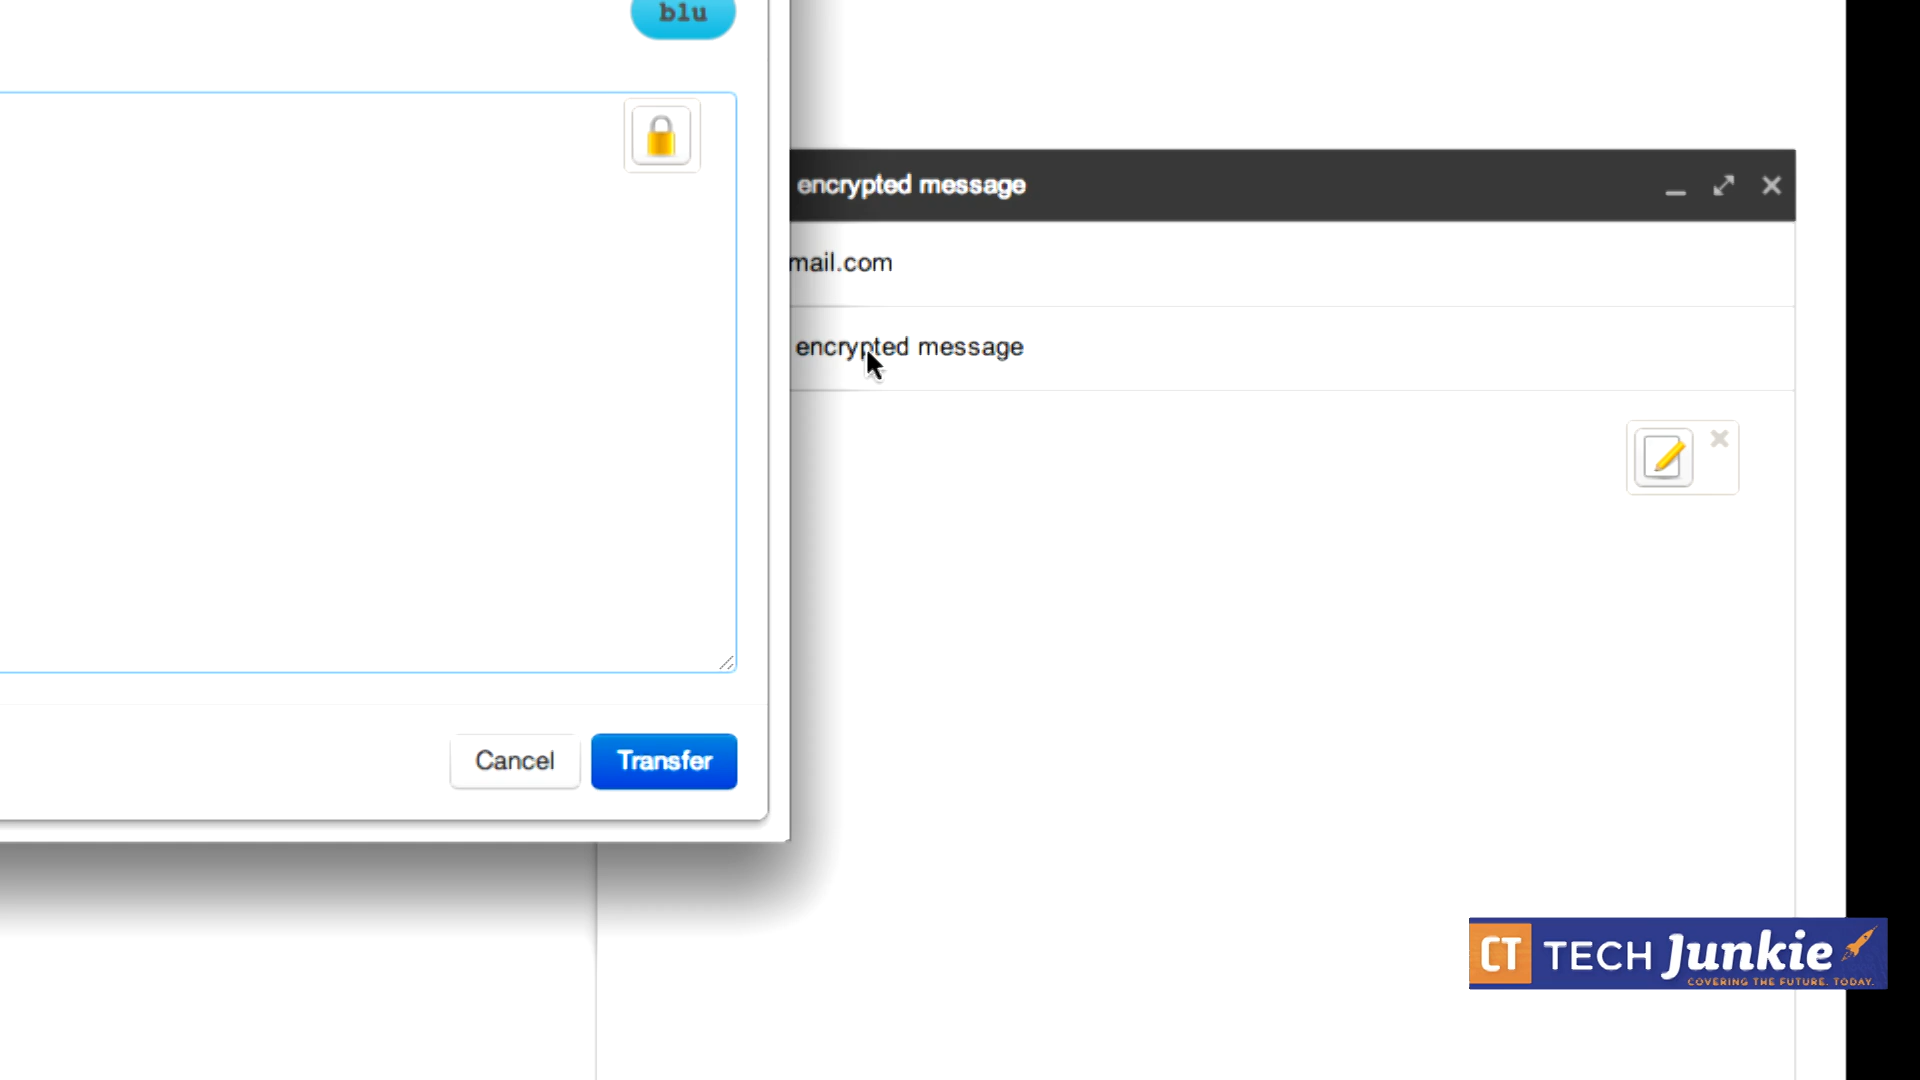 blu
encrypted message
mail.com
encrypted message
Cancel
Transfer
CT TECH Junkie
COVERING THE FUTURE. TODAY.